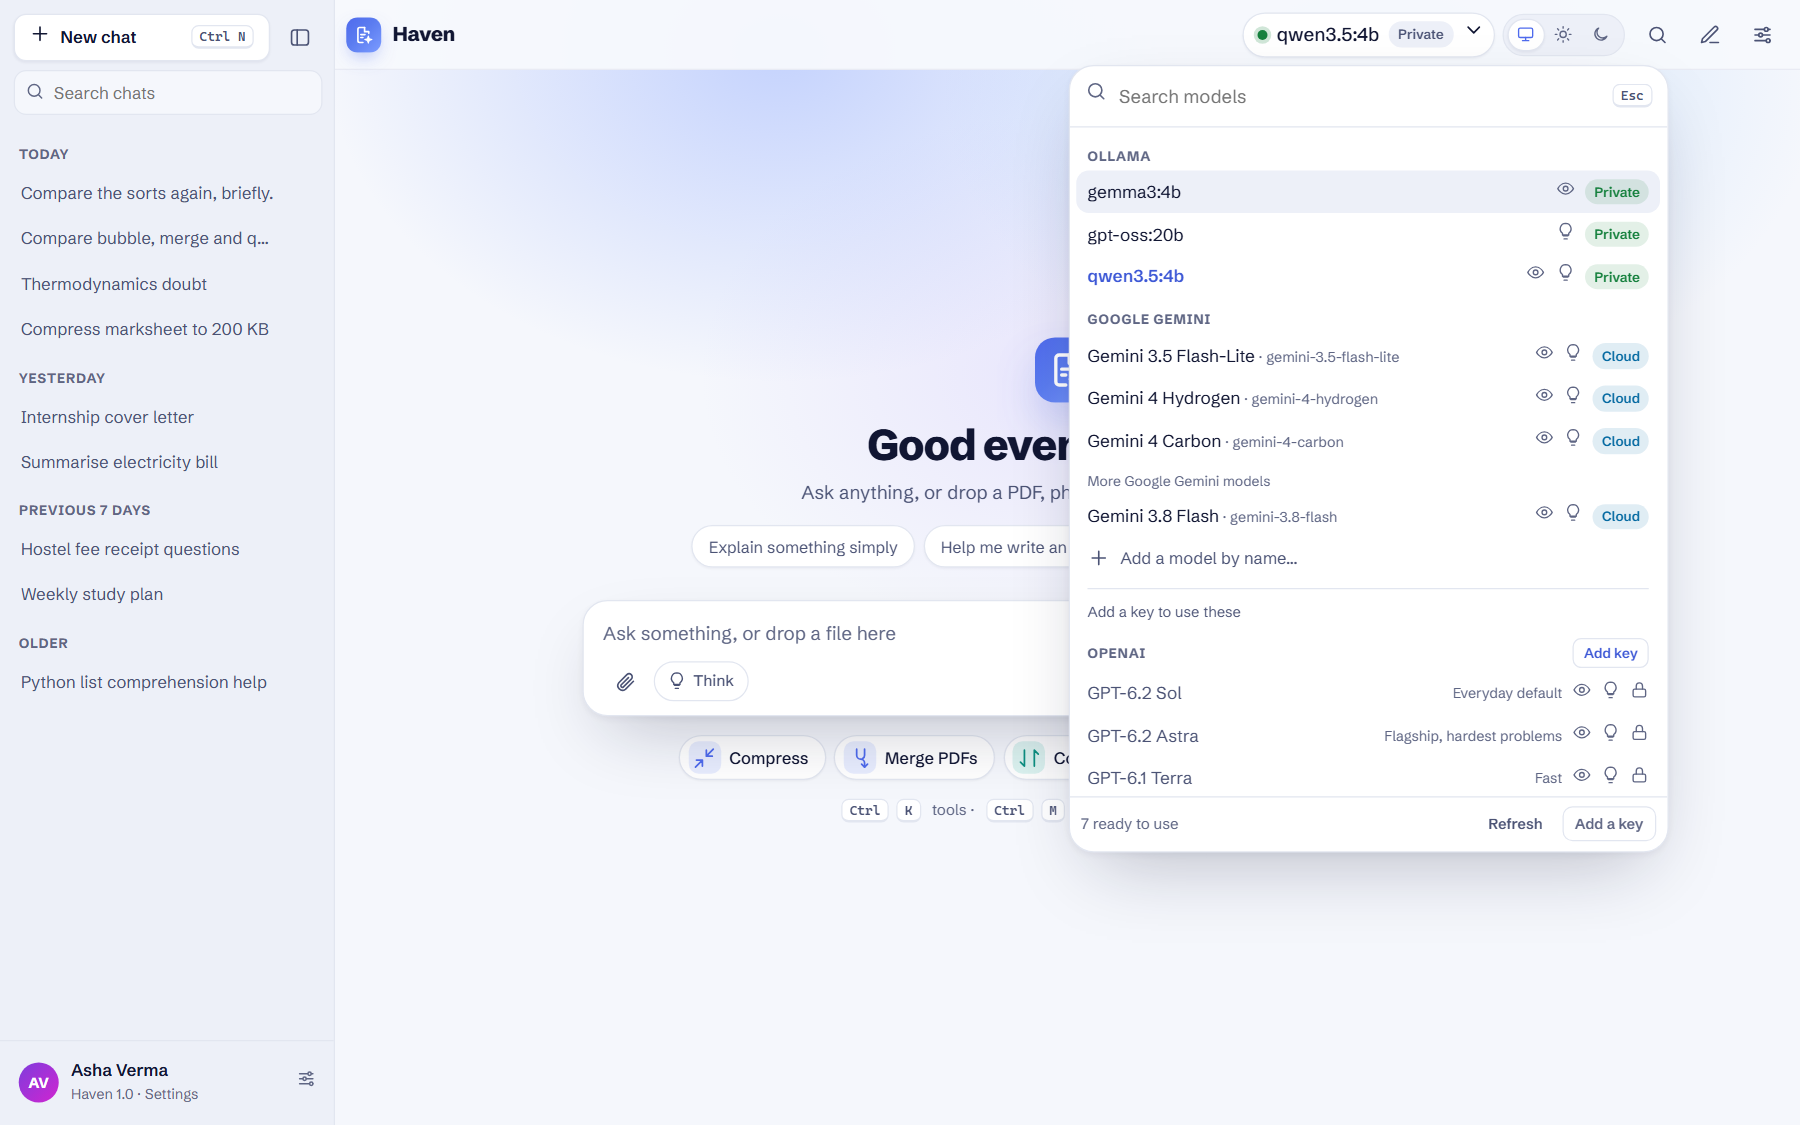 New chat
Ctrl N
Search chats
TODAY
Compare the sorts again, briefly.
Compare bubble, merge and q...
Thermodynamics doubt
Compress marksheet to 200 KB
YESTERDAY
Internship cover letter
Summarise electricity bill
PREVIOUS 7 DAYS
Hostel fee receipt questions
Weekly study plan
OLDER
Python list comprehension help
AV
Asha Verma
Haven 1.0 · Settings
Haven
qwen3.5:4b Private
Good even
Ask anything, or drop a PDF, ph
Explain something simply
Help me write an
Ask something, or drop a file here
Think
Compress
Merge PDFs
Co
Ctrl K tools · Ctrl M
Search models
Esc
OLLAMA
gemma3:4b Private
gpt-oss:20b Private
qwen3.5:4b Private
GOOGLE GEMINI
Gemini 3.5 Flash-Lite · gemini-3.5-flash-lite Cloud
Gemini 4 Hydrogen · gemini-4-hydrogen Cloud
Gemini 4 Carbon · gemini-4-carbon Cloud
More Google Gemini models
Gemini 3.8 Flash · gemini-3.8-flash Cloud
Add a model by name...
Add a key to use these
OPENAI Add key
GPT-6.2 Sol Everyday default
GPT-6.2 Astra Flagship, hardest problems
GPT-6.1 Terra Fast
7 ready to use
Refresh
Add a key